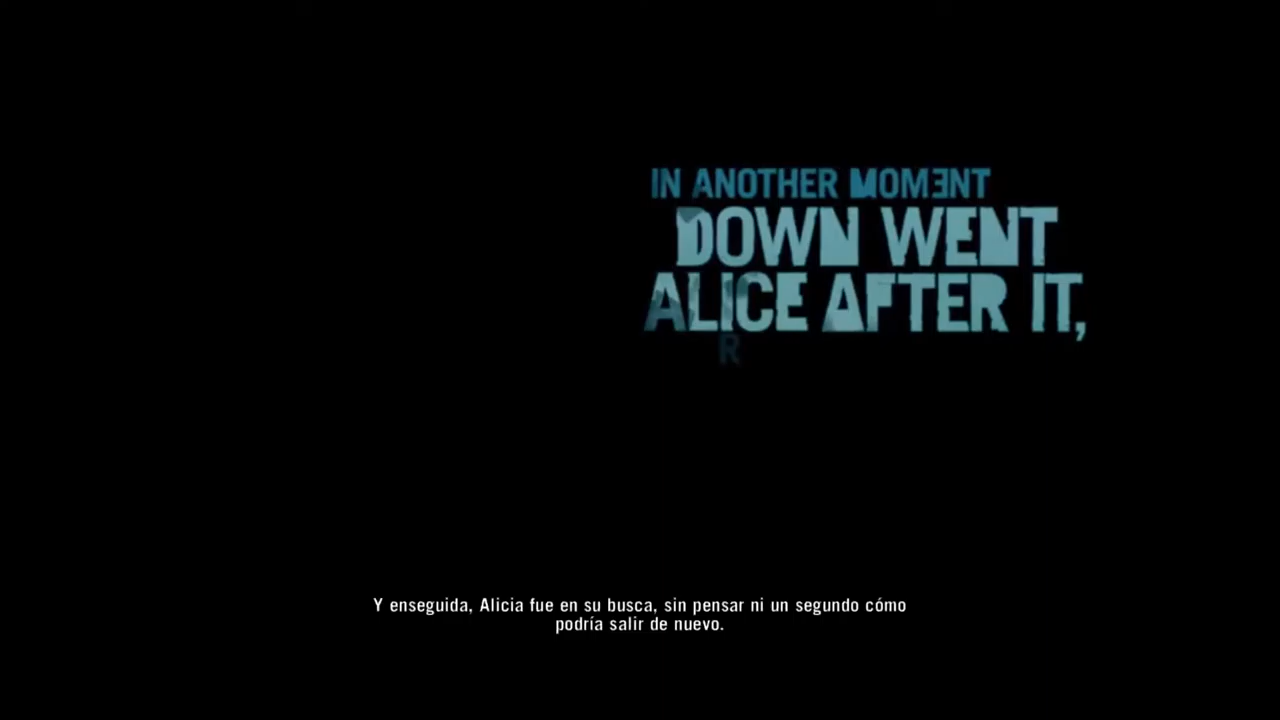 IN ANOTHER MOMENT
DOWN WENT
ALICE AFTER IT,
R
Y enseguida, Alicia fue en su busca, sin pensar ni un segundo cómo
podría salir de nuevo.